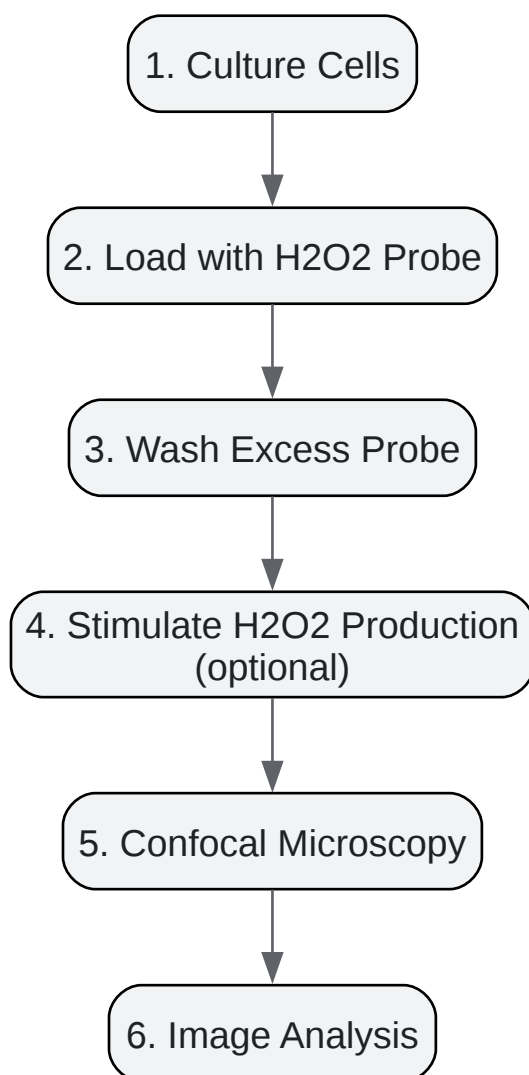 1. Culture Cells
2. Load with H2O2 Probe
3. Wash Excess Probe
4. Stimulate H2O2 Production
(optional)
5. Confocal Microscopy
6. Image Analysis